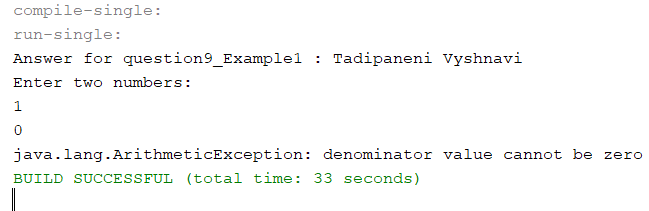 compile-single:
run-single:
Answer for question9_Example1 : Tadipaneni Vyshnavi
Enter two numbers:
1
0
java.lang.ArithmeticException: denominator value cannot be zero
BUILD SUCCESSFUL (total time: 33 seconds)